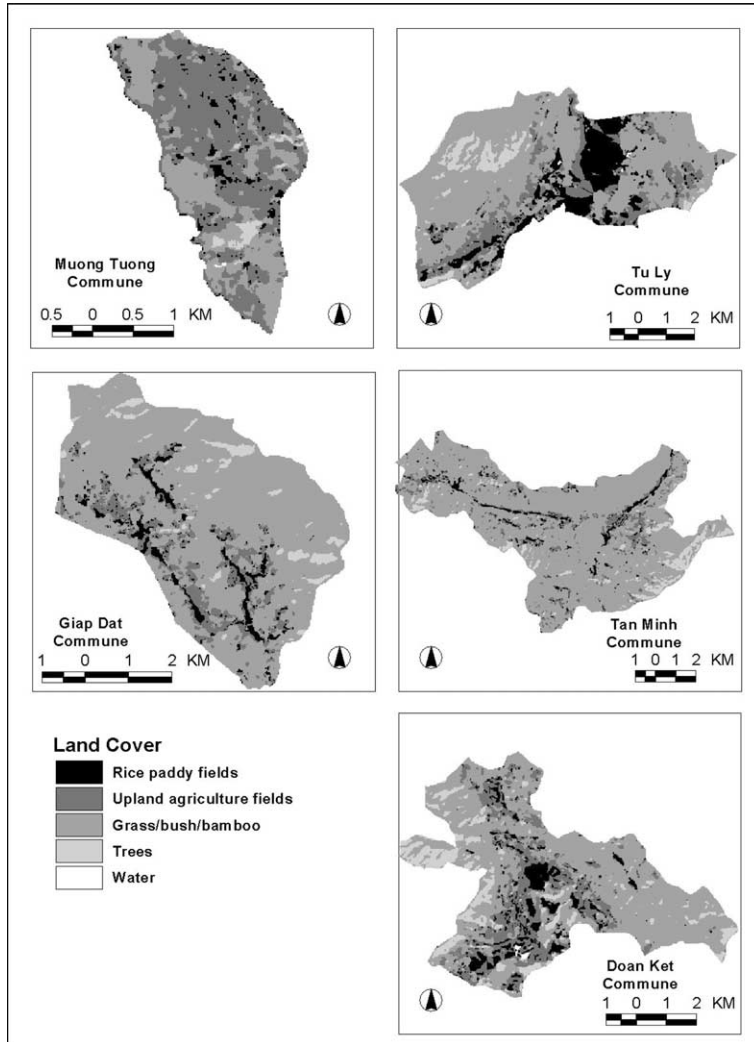 Muong Tuong
Commune
0.5 0 0.5 1 KM
Tu Ly
Commune
1 0 1 2 KM
Giap Dat
Commune
1 0 1 2 KM
Tan Minh
Commune
1 0 1 2 KM
Land Cover
Rice paddy fields
Upland agriculture fields
Grass/bush/bamboo
Trees
Water
Doan Ket
Commune
1 0 1 2 KM